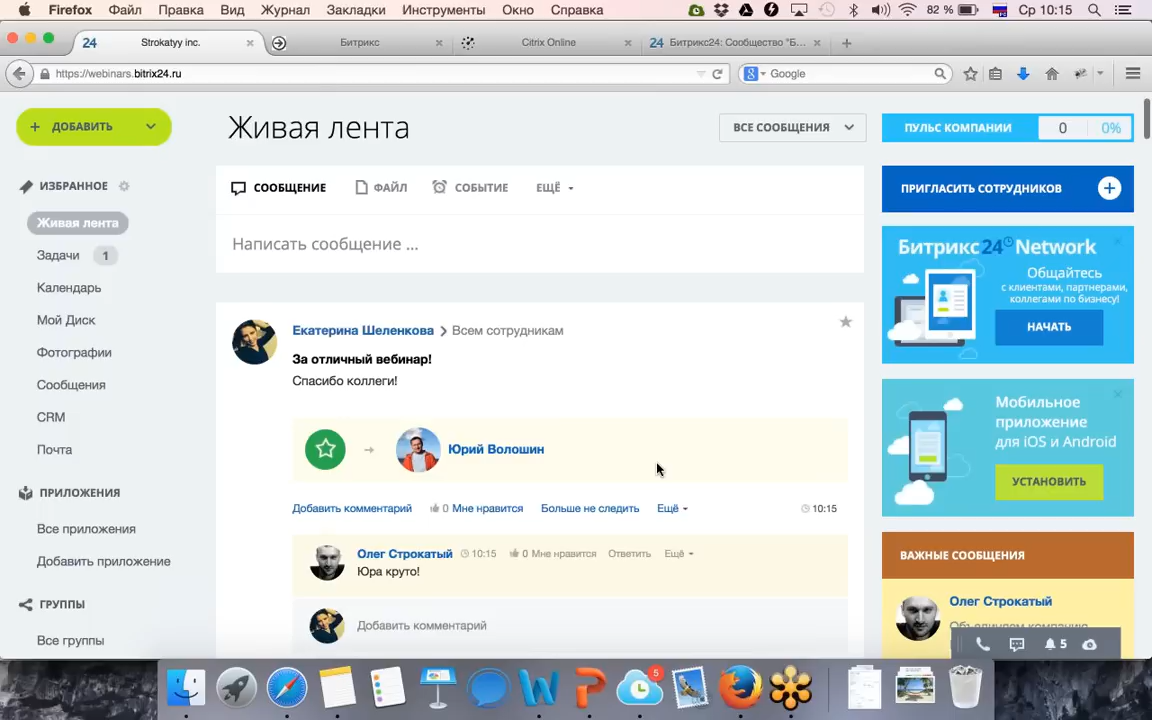 Firefox Файл Правка Вид Журнал Закладки Инструменты Окно Справка 82 % Ср 10:15
24 Strokatyy inc. Битрикс Citrix Online 24 Битрикс24: Сообщество "Б...
https://webinars.bitrix24.ru Google
ДОБАВИТЬ
ИЗБРАННОЕ
Живая лента
Задачи 1
Календарь
Мой Диск
Фотографии
Сообщения
CRM
Почта
ПРИЛОЖЕНИЯ
Все приложения
Добавить приложение
ГРУППЫ
Все группы
Живая лента
ВСЕ СООБЩЕНИЯ
СООБЩЕНИЕ ФАЙЛ СОБЫТИЕ ЕЩЁ
Написать сообщение ...
Екатерина Шеленкова > Всем сотрудникам
За отличный вебинар!
Спасибо коллеги!
Юрий Волошин
Добавить комментарий 0 Мне нравится Больше не следить Ещё 10:15
Олег Строкатый 10:15 0 Мне нравится Ответить Ещё
Юра круто!
Добавить комментарий
ПУЛЬС КОМПАНИИ 0 0%
ПРИГЛАСИТЬ СОТРУДНИКОВ
Битрикс24 Network
Общайтесь
с клиентами, партнерами,
коллегами по бизнесу!
НАЧАТЬ
Мобильное
приложение
для iOS и Android
УСТАНОВИТЬ
ВАЖНЫЕ СООБЩЕНИЯ
Олег Строкатый
Объединяем компанию
5
5